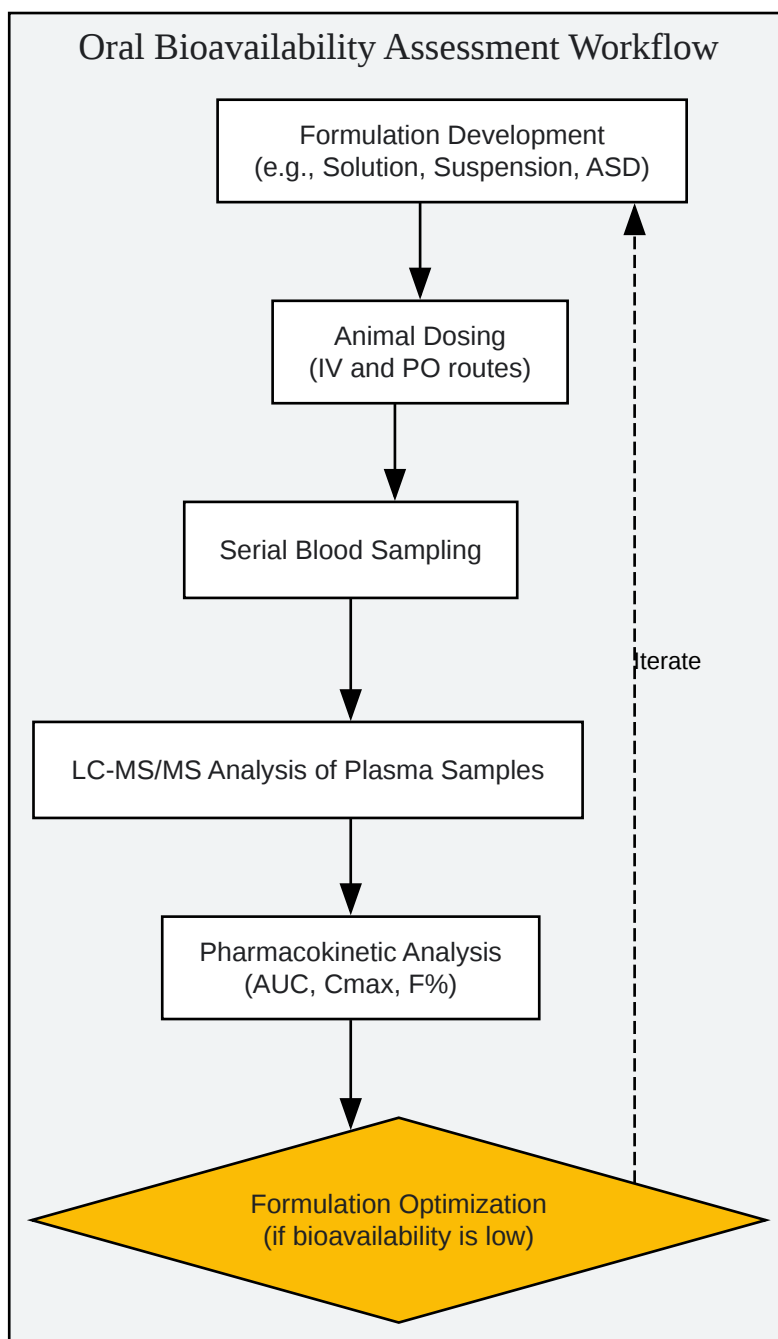 Oral Bioavailability Assessment Workflow
Formulation Development
(e.g., Solution, Suspension, ASD)
Animal Dosing
(IV and PO routes)
Serial Blood Sampling
Iterate
LC-MS/MS Analysis of Plasma Samples
Pharmacokinetic Analysis
(AUC, Cmax, F%)
Formulation Optimization
(if bioavailability is low)